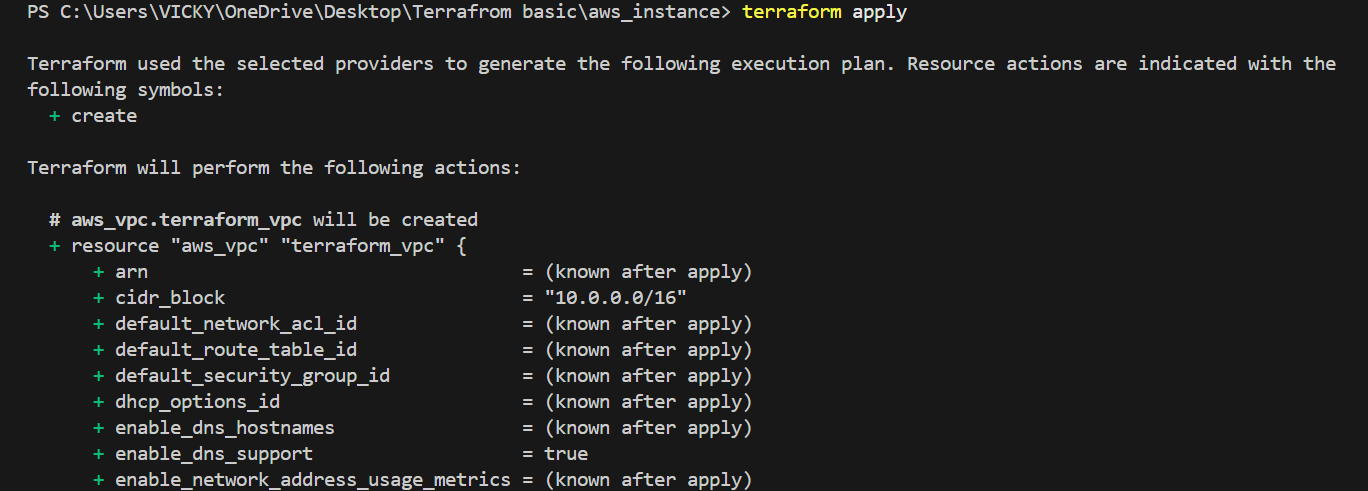 PS C:\Users\VICKY\OneDrive\Desktop\Terrafrom basic\aws_instance> terraform apply
Terraform used the selected providers to generate the following execution plan. Resource actions are indicated with the
following symbols:
+ create
Terraform will perform the following actions:
# aws_vpc.terraform_vpc will be created
+ resource "aws_vpc" "terraform_vpc" {
+ arn = (known after apply)
+ cidr_block = "10.0.0.0/16"
+ default_network_acl_id = (known after apply)
+ default_route_table_id = (known after apply)
+ default_security_group_id = (known after apply)
+ dhcp_options_id = (known after apply)
+ enable_dns_hostnames = (known after apply)
+ enable_dns_support = true
+ enable_network_address_usage_metrics = (known after apply)